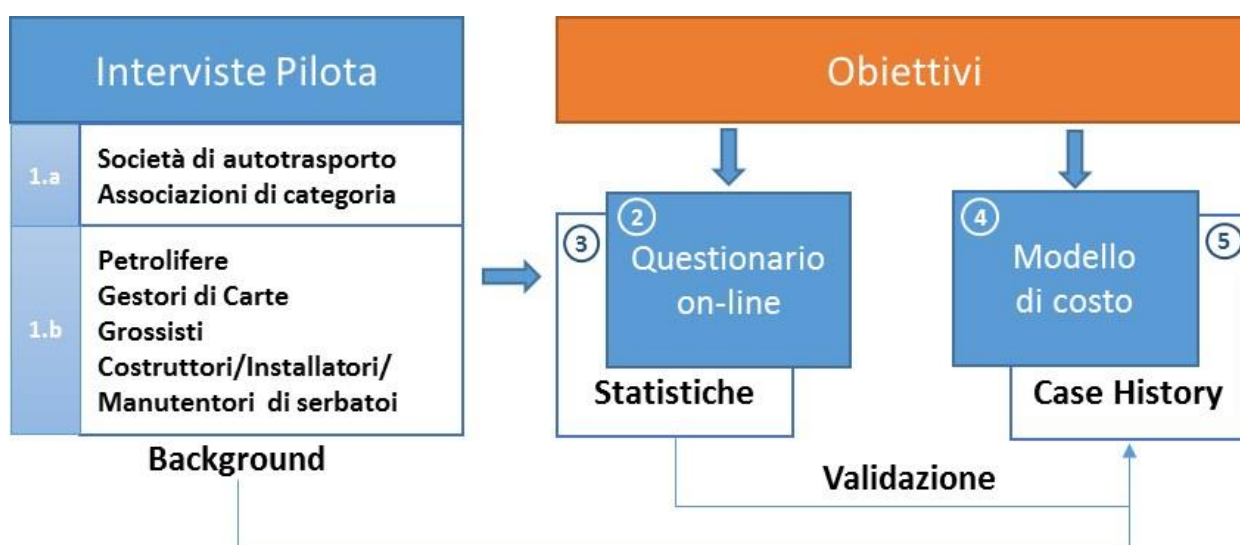 Interviste Pilota
1.a
Società di autotrasporto
Associazioni di categoria
1.b
Petrolifere
Gestori di Carte
Grossisti
Costruttori/Installatori/
Manutentori di serbatoi
Background
Obiettivi
3
2
Questionario
on-line
Statistiche
4
5
Modello
di costo
Case History
Validazione